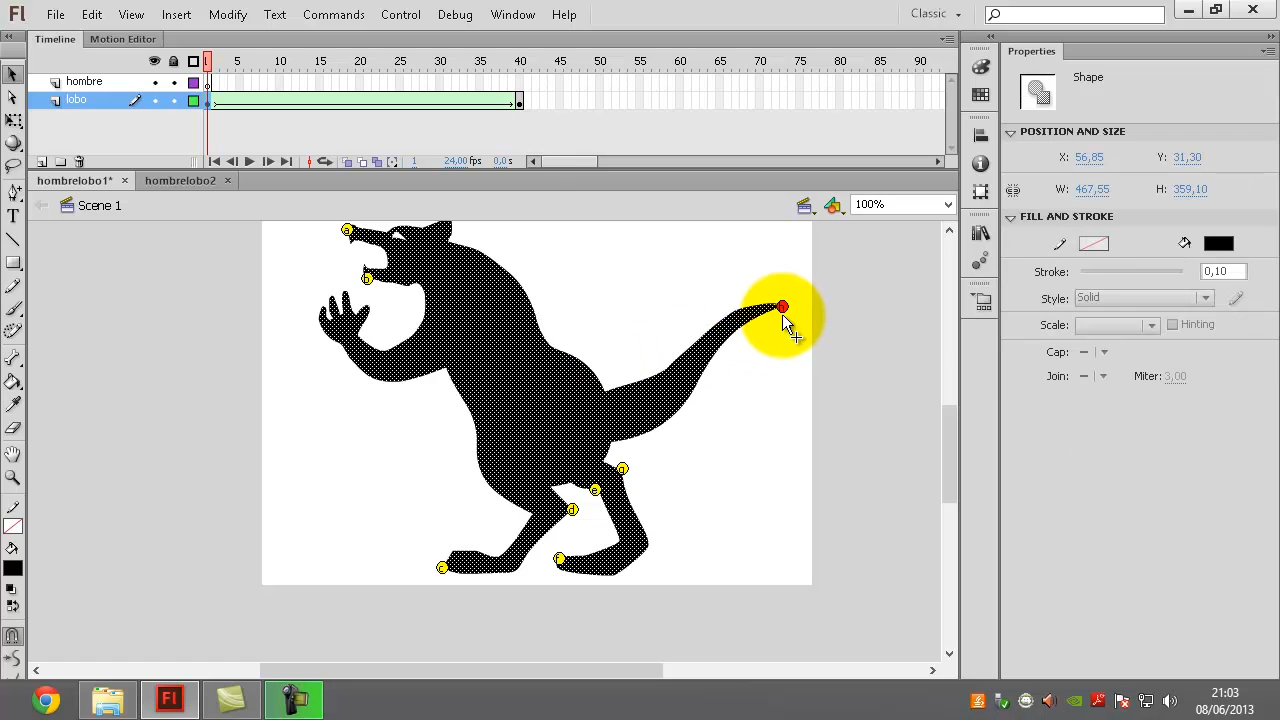 Fl File Edit View Insert Modify Text Commands Control Debug Window Help Classic
Timeline Motion Editor Properties
1 5 10 15 20 25 30 35 40 45 50 55 60 65 70 75 80 85 90
Shape
hombre
lobo
POSITION AND SIZE
X: 56,85 Y: 31,30
1 24,00 fps 0,0 s
hombrelobo1* × hombrelobo2 ×
W: 467,55 H: 359,10
Scene 1 100%
FILL AND STROKE
a
Stroke: 0,10
b
Style: Solid
Scale: Hinting
Cap:
Join: Miter: 3,00
g
e
d
f
c
Fl
21:03
08/06/2013